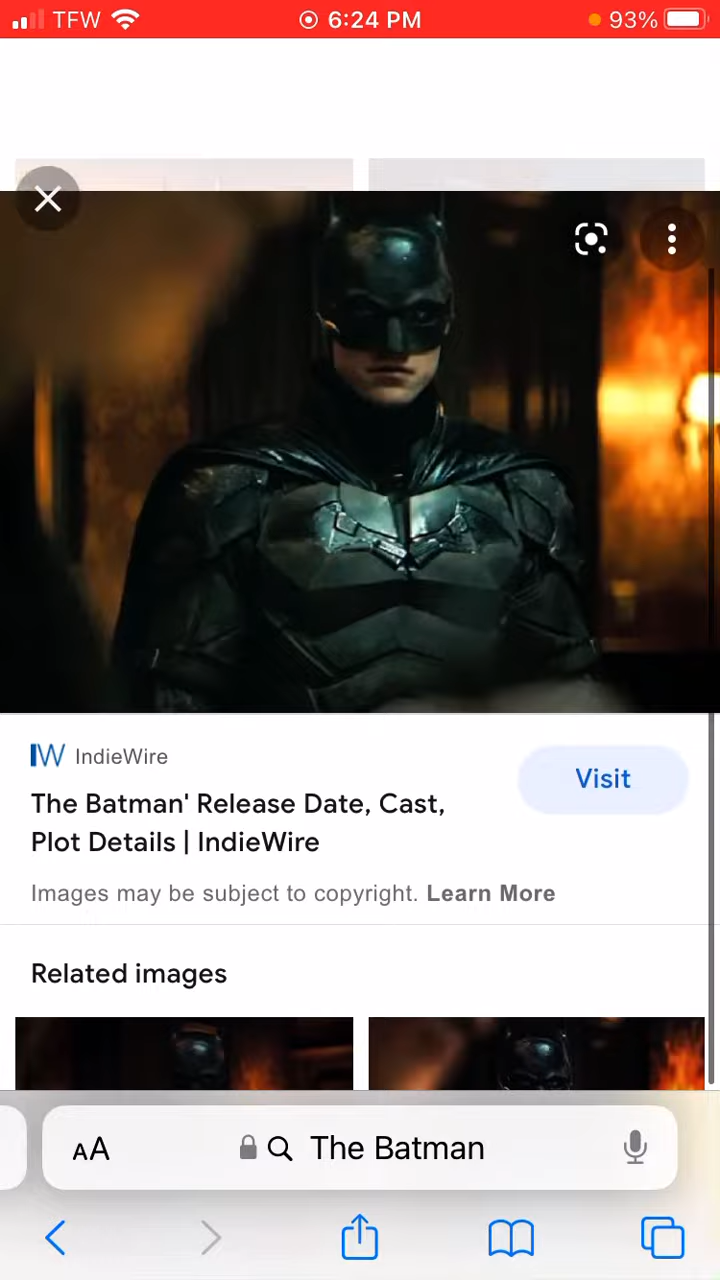 TFW 6:24 PM 93%
IW IndieWire
Visit
The Batman' Release Date, Cast,
Plot Details | IndieWire
Images may be subject to copyright. Learn More
Related images
AA The Batman